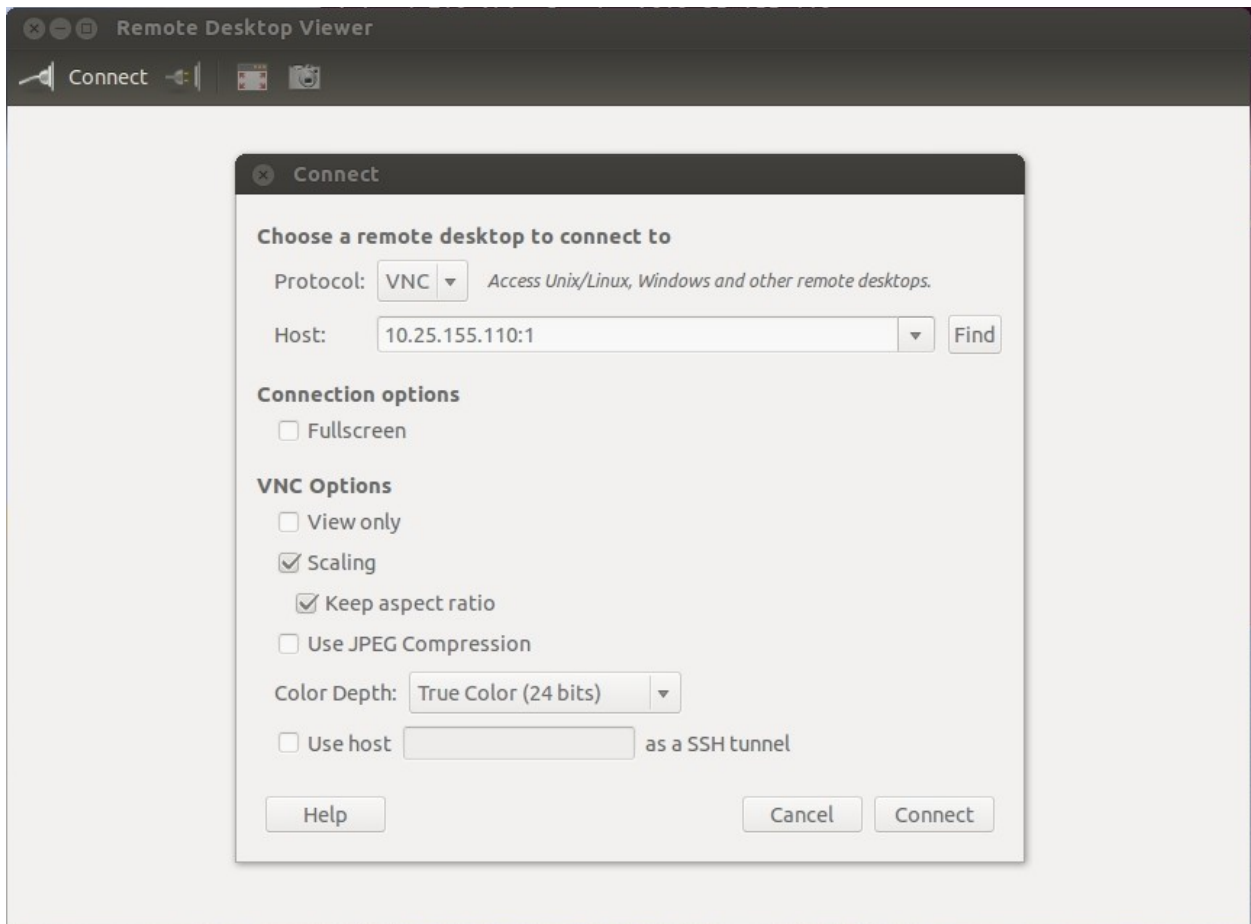 Remote Desktop Viewer
Connect
Connect
Choose a remote desktop to connect to
Protocol: VNC Access Unix/Linux, Windows and other remote desktops.
Host: 10.25.155.110:1 Find
Connection options
Fullscreen
VNC Options
View only
Scaling
Keep aspect ratio
Use JPEG Compression
Color Depth: True Color (24 bits)
Use host as a SSH tunnel
Help Cancel Connect